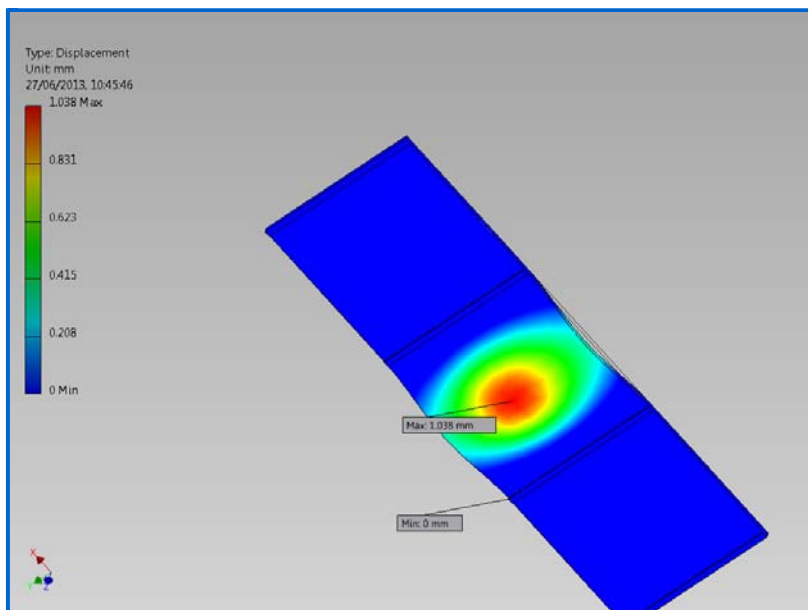 Type: Displacement
Unit: mm
27/06/2013, 10:45:46
1.038 Max
0.831
0.623
0.415
0.208
0 Min
Max: 1.038 mm
Min: 0 mm
X
Y
Z